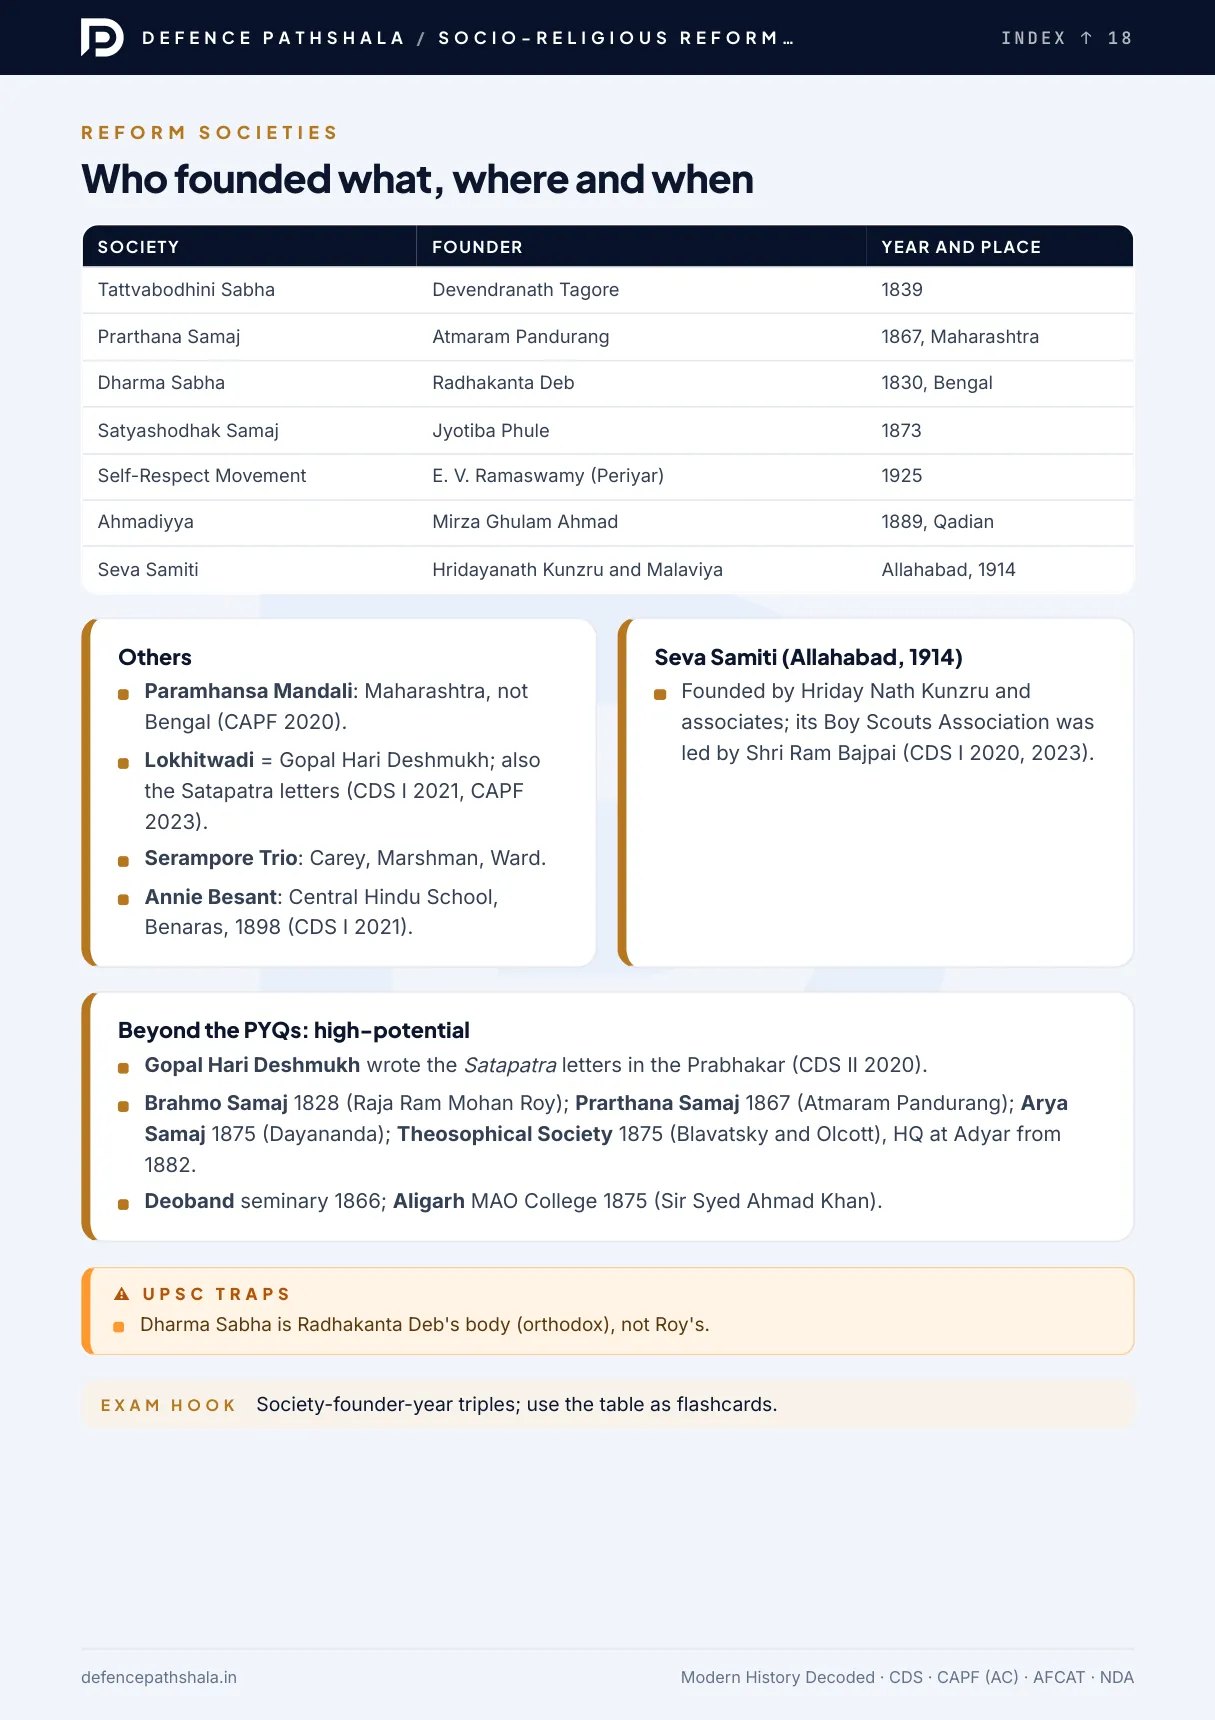 DEFENCE PATHSHALA / SOCIO-RELIGIOUS REFORM…
INDEX ↑ 18
REFORM SOCIETIES
Who founded what, where and when
SOCIETY FOUNDER YEAR AND PLACE
Tattvabodhini Sabha Devendranath Tagore 1839
Prarthana Samaj Atmaram Pandurang 1867, Maharashtra
Dharma Sabha Radhakanta Deb 1830, Bengal
Satyashodhak Samaj Jyotiba Phule 1873
Self-Respect Movement E. V. Ramaswamy (Periyar) 1925
Ahmadiyya Mirza Ghulam Ahmad 1889, Qadian
Seva Samiti Hridayanath Kunzru and Malaviya Allahabad, 1914
Others
Paramhansa Mandali: Maharashtra, not
Bengal (CAPF 2020).
Lokhitwadi = Gopal Hari Deshmukh; also
the Satapatra letters (CDS I 2021, CAPF
2023).
Serampore Trio: Carey, Marshman, Ward.
Annie Besant: Central Hindu School,
Benaras, 1898 (CDS I 2021).
Seva Samiti (Allahabad, 1914)
Founded by Hriday Nath Kunzru and
associates; its Boy Scouts Association was
led by Shri Ram Bajpai (CDS I 2020, 2023).
Beyond the PYQs: high-potential
Gopal Hari Deshmukh wrote the Satapatra letters in the Prabhakar (CDS II 2020).
Brahmo Samaj 1828 (Raja Ram Mohan Roy); Prarthana Samaj 1867 (Atmaram Pandurang); Arya
Samaj 1875 (Dayananda); Theosophical Society 1875 (Blavatsky and Olcott), HQ at Adyar from
1882.
Deoband seminary 1866; Aligarh MAO College 1875 (Sir Syed Ahmad Khan).
⚠ UPSC TRAPS
Dharma Sabha is Radhakanta Deb's body (orthodox), not Roy's.
EXAM HOOK Society-founder-year triples; use the table as flashcards.
defencepathshala.in
Modern History Decoded · CDS · CAPF (AC) · AFCAT · NDA